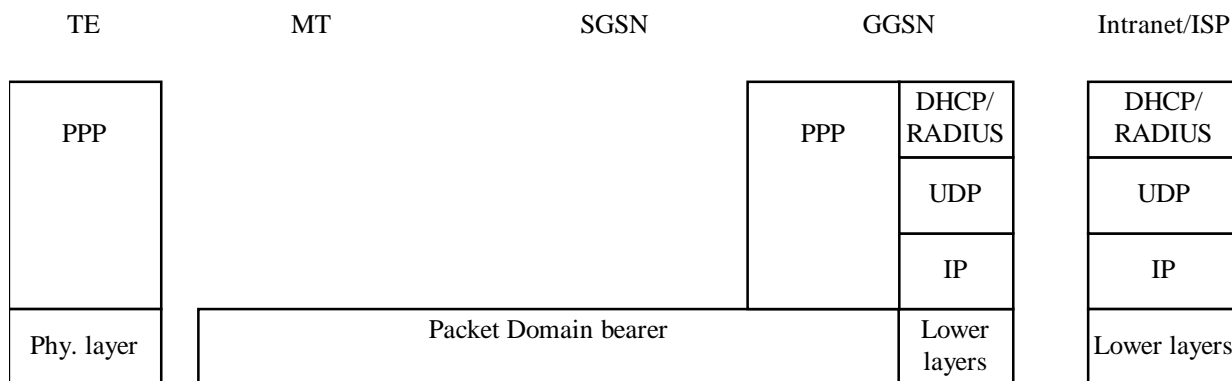 TE MT SGSN GGSN Intranet/ISP
PPP PPP DHCP/ DHCP/
RADIUS RADIUS
UDP UDP
IP IP
Phy. layer Packet Domain bearer Lower Lower layers
layers